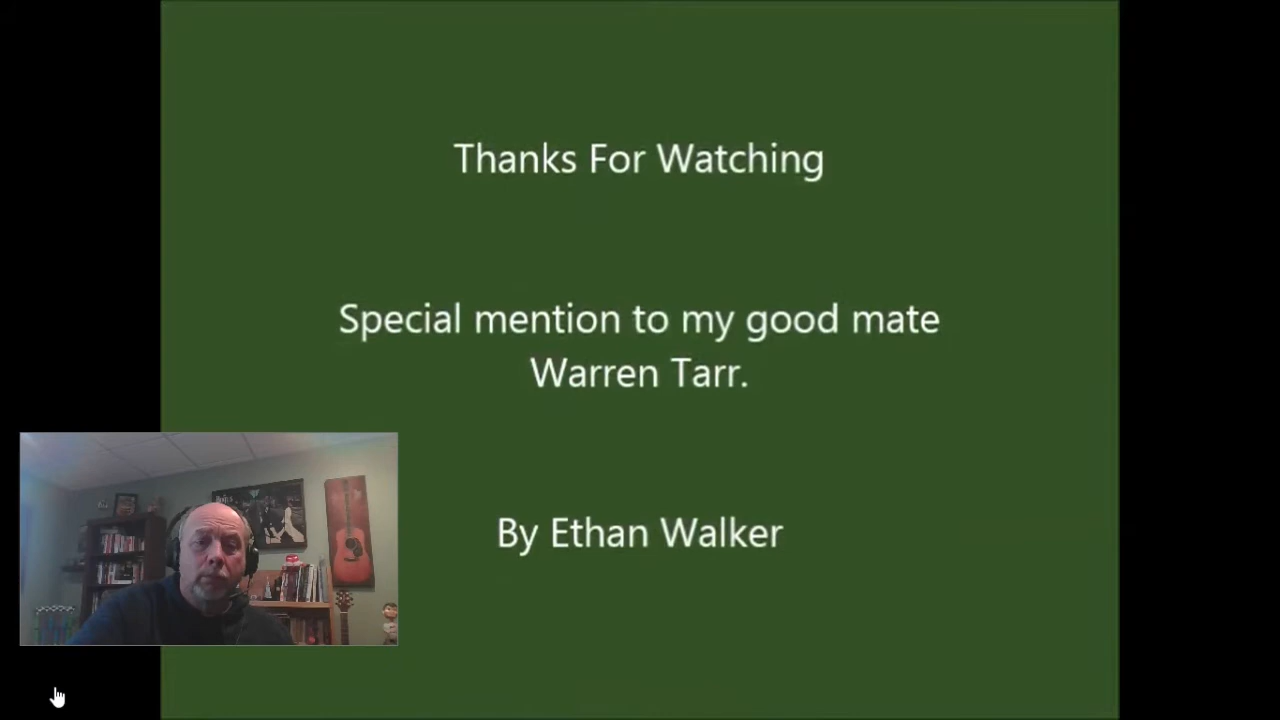 Thanks For Watching
Special mention to my good mate
Warren Tarr.
By Ethan Walker